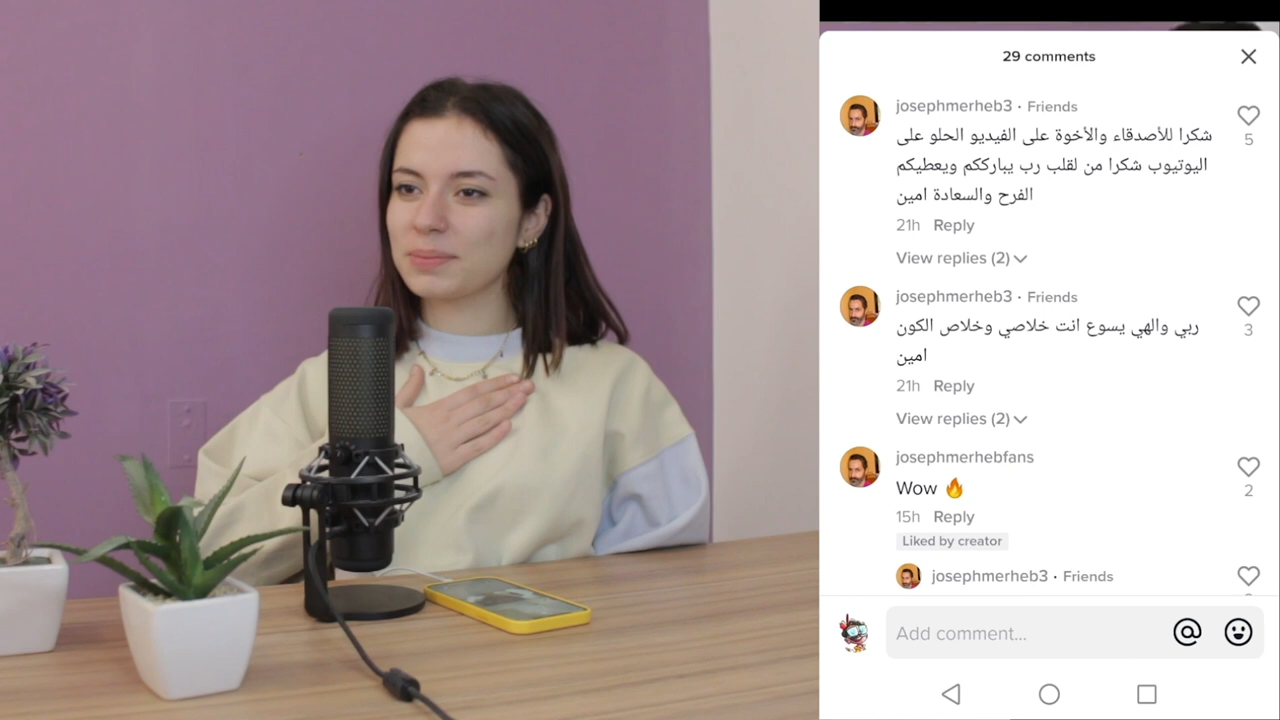 29 comments
josephmerheb3 · Friends
شكرا للأصدقاء والأخوة على الفيديو الحلو على
اليوتيوب شكرا من لقلب رب يبارككم ويعطيكم
الفرح والسعادة امين
5
21h Reply
View replies (2)
josephmerheb3 · Friends
ربي والهي يسوع انت خلاصي وخلاص الكون
امين
3
21h Reply
View replies (2)
josephmerhebfans
Wow 🔥
2
15h Reply
Liked by creator
josephmerheb3 · Friends
Add comment...